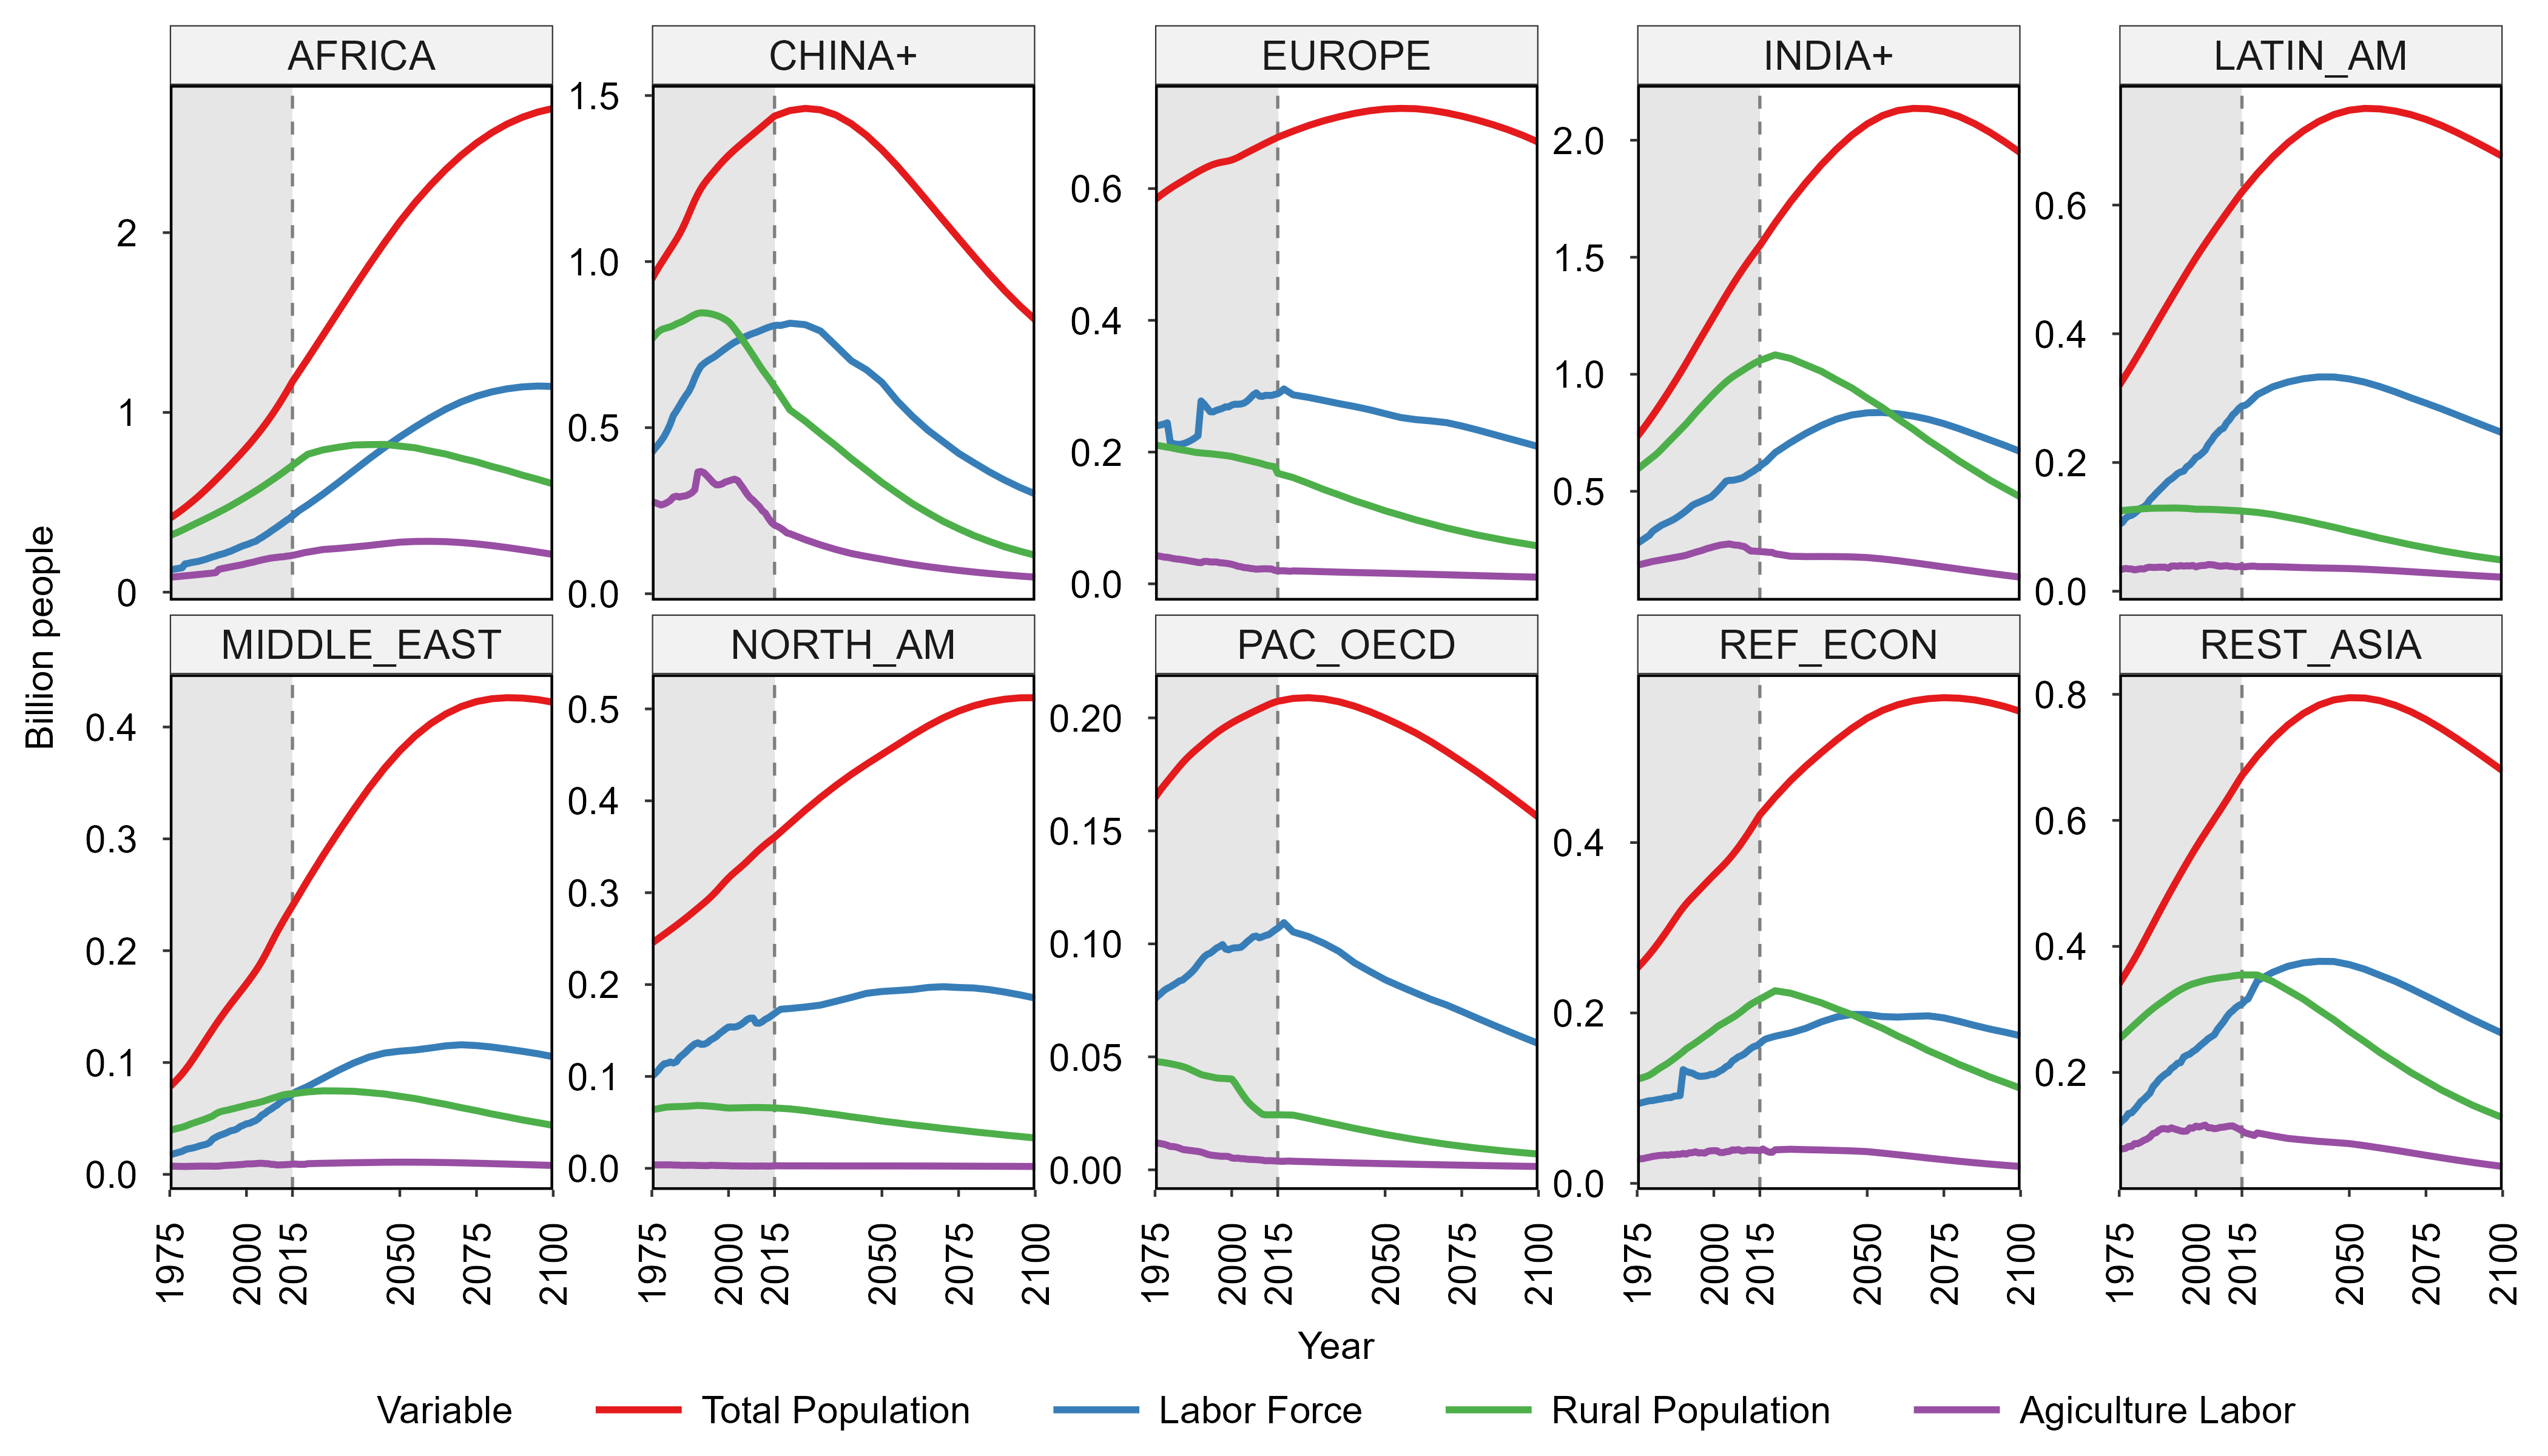 AFRICA
CHINA+
EUROPE
INDIA+
LATIN_AM
2
1
0
1.5
1.0
0.5
0.0
0.6
0.4
0.2
0.0
2.0
1.5
1.0
0.5
0.6
0.4
0.2
0.0
Billion people
MIDDLE_EAST
NORTH_AM
PAC_OECD
REF_ECON
REST_ASIA
0.4
0.3
0.2
0.1
0.0
0.5
0.4
0.3
0.2
0.1
0.0
0.20
0.15
0.10
0.05
0.00
0.4
0.2
0.0
0.8
0.6
0.4
0.2
1975 2000 2015 2050 2075 2100
1975 2000 2015 2050 2075 2100
1975 2000 2015 2050 2075 2100
1975 2000 2015 2050 2075 2100
1975 2000 2015 2050 2075 2100
Year
Variable Total Population Labor Force Rural Population Agiculture Labor